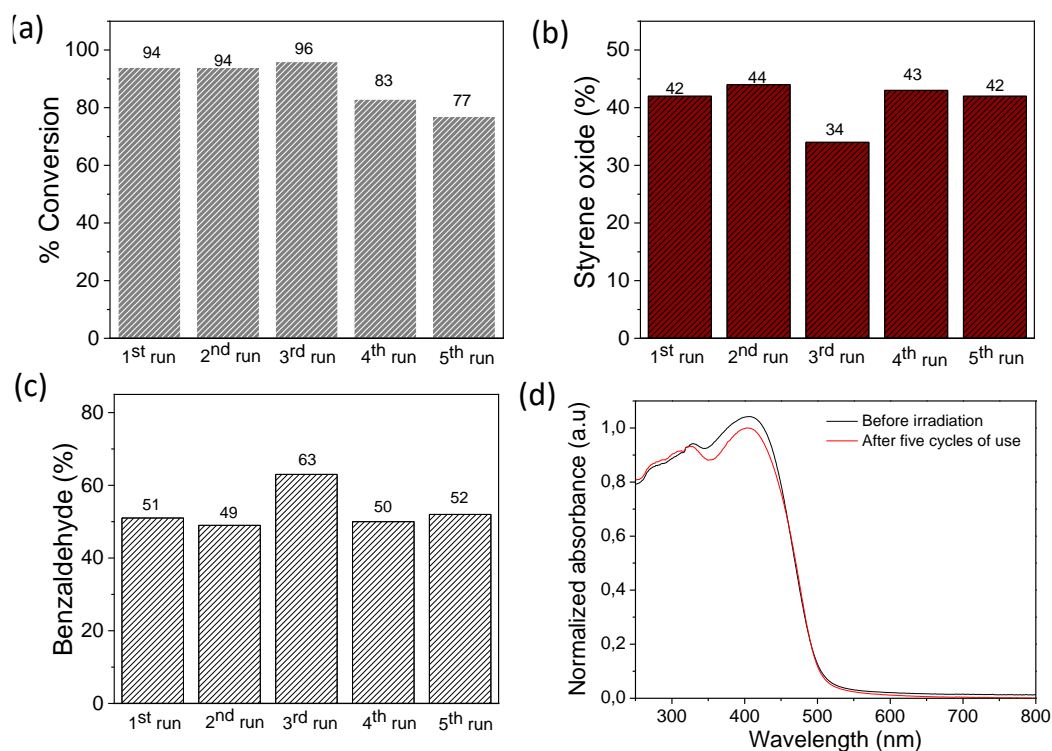 (a)
% Conversion
100
80
60
40
20
0
94
94
96
83
77
1st run
2nd run
3rd run
4th run
5th run
(b)
Styrene oxide (%)
50
40
30
20
10
0
42
44
34
43
42
1st run
2nd run
3rd run
4th run
5th run
(c)
Benzaldehyde (%)
80
60
40
20
0
51
49
63
50
52
1st run
2nd run
3rd run
4th run
5th run
(d)
Normalized absorbance (a.u)
1,0
0,8
0,6
0,4
0,2
0,0
Before irradiation
After five cycles of use
300
400
500
600
700
800
Wavelength (nm)